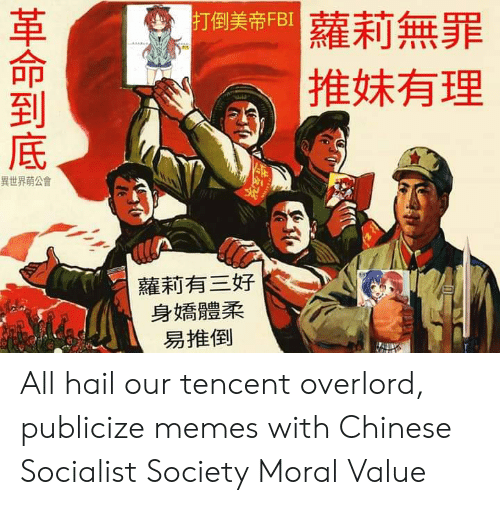 革命到底
異世界萌公會
打倒美帝FBI
蘿莉無罪
推妹有理
蘿莉有三好
身嬌體柔
易推倒
All hail our tencent overlord,
publicize memes with Chinese
Socialist Society Moral Value